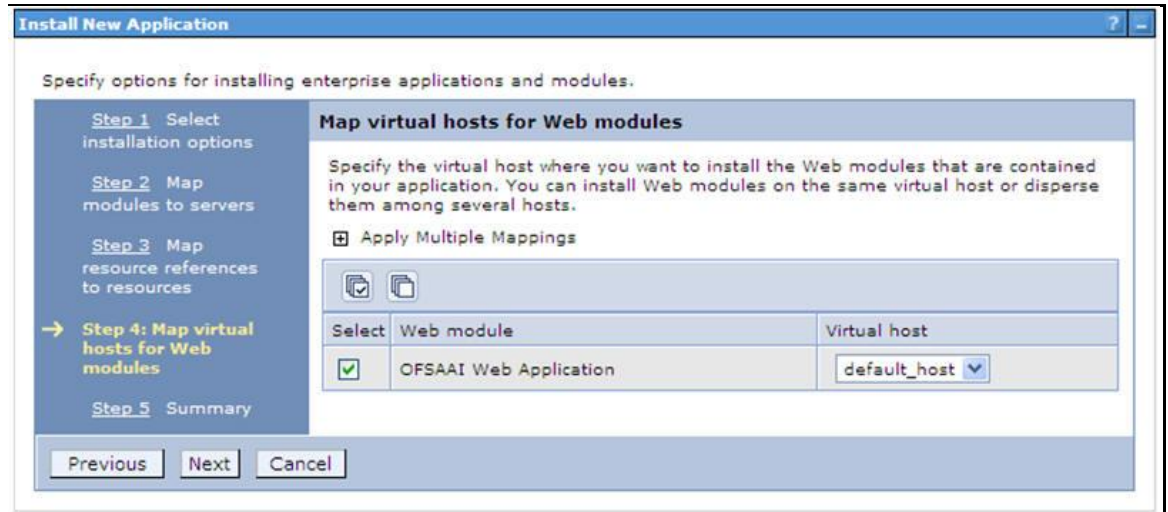 Install New Application
? -
Specify options for installing enterprise applications and modules.
Step 1 Select
installation options
Step 2 Map
modules to servers
Step 3 Map
resource references
to resources
Step 4: Map virtual
hosts for Web
modules
Step 5 Summary
Map virtual hosts for Web modules
Specify the virtual host where you want to install the Web modules that are contained
in your application. You can install Web modules on the same virtual host or disperse
them among several hosts.
Apply Multiple Mappings
Select Web module Virtual host
OFSAAI Web Application default_host
Previous Next Cancel